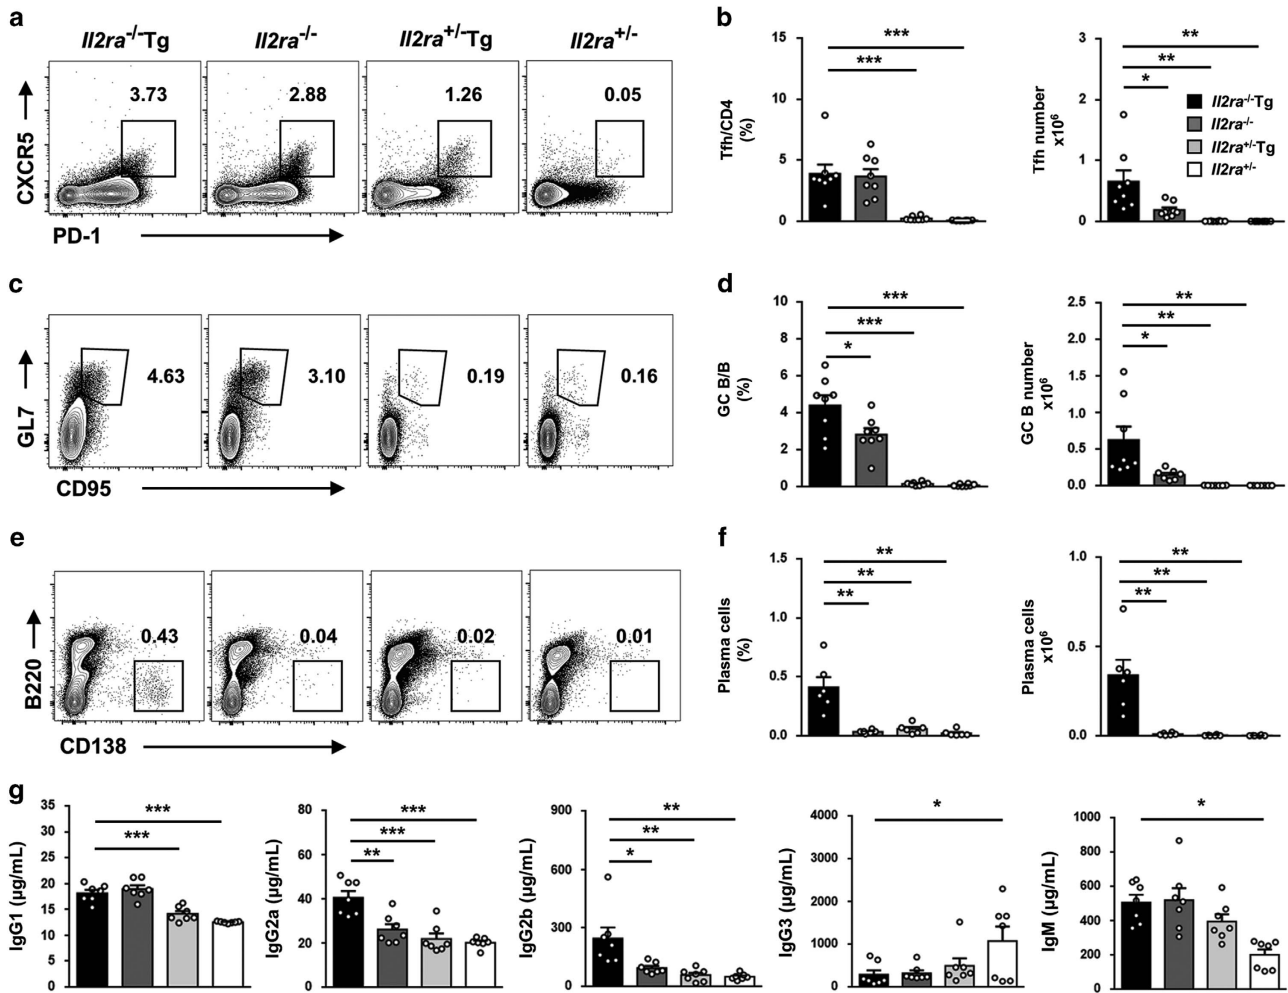 a
Il2ra-/-Tg Il2ra-/- Il2ra+/-Tg Il2ra+/-
3.73 2.88 1.26 0.05
CXCR5
PD-1
b
15
10
5
0
Tfh/CD4
(%)
***
***
3
2
1
0
Tfh number
x10⁶
**
**
*
Il2ra-/-Tg
Il2ra-/-
Il2ra+/-Tg
Il2ra+/-
c
4.63 3.10 0.19 0.16
GL7
CD95
d
10
8
6
4
2
0
GC B/B
(%)
***
***
*
2.5
2.0
1.5
1.0
0.5
0.0
GC B number
x10⁶
**
**
*
e
0.43 0.04 0.02 0.01
B220
CD138
f
1.5
1.0
0.5
0.0
Plasma cells
(%)
**
**
**
1.0
0.5
0.0
Plasma cells
x10⁶
**
**
**
g
35
30
25
20
15
10
5
0
IgG1 (µg/mL)
***
***
80
60
40
20
0
IgG2a (µg/mL)
***
***
**
900
600
300
0
IgG2b (µg/mL)
**
**
*
4000
3000
2000
1000
0
IgG3 (µg/mL)
*
1000
800
600
400
200
0
IgM (µg/mL)
*